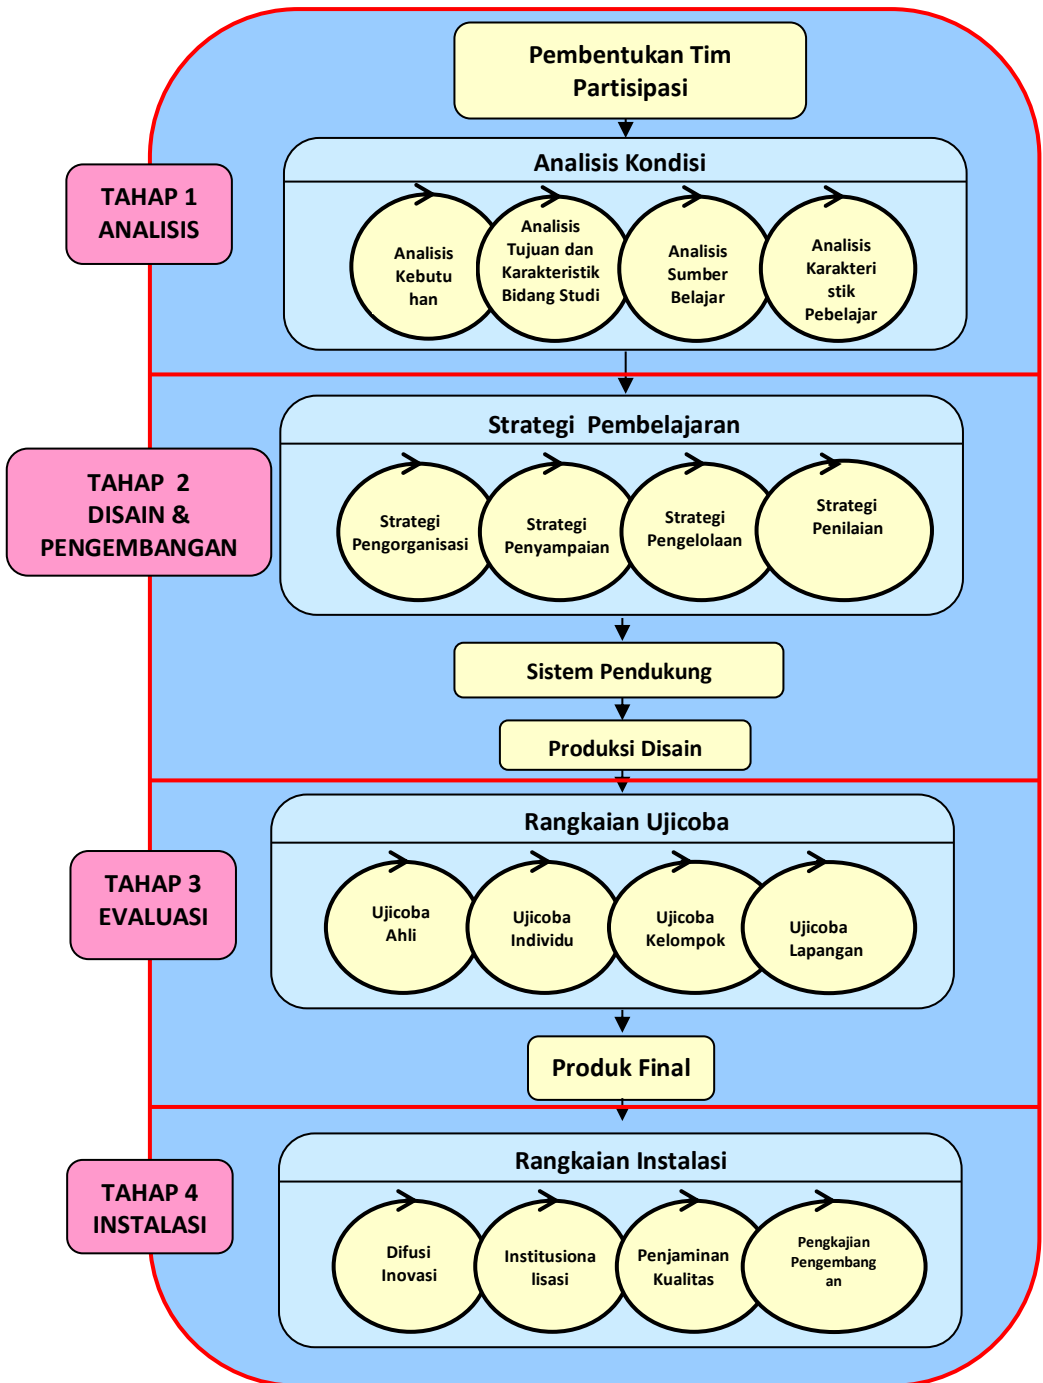 Pembentukan Tim
Partisipasi
TAHAP 1
ANALISIS
Analisis Kondisi
Analisis
Kebutu
han
Analisis
Tujuan dan
Karakteristik
Bidang Studi
Analisis
Sumber
Belajar
Analisis
Karakteri
stik
Pebelajar
TAHAP 2
DISAIN &
PENGEMBANGAN
Strategi Pembelajaran
Strategi
Pengorganisasi
Strategi
Penyampaian
Strategi
Pengelolaan
Strategi
Penilaian
Sistem Pendukung
Produksi Disain
TAHAP 3
EVALUASI
Rangkaian Ujicoba
Ujicoba
Ahli
Ujicoba
Individu
Ujicoba
Kelompok
Ujicoba
Lapangan
Produk Final
TAHAP 4
INSTALASI
Rangkaian Instalasi
Difusi
Inovasi
Institusiona
lisasi
Penjaminan
Kualitas
Pengkajian
Pengembang
an